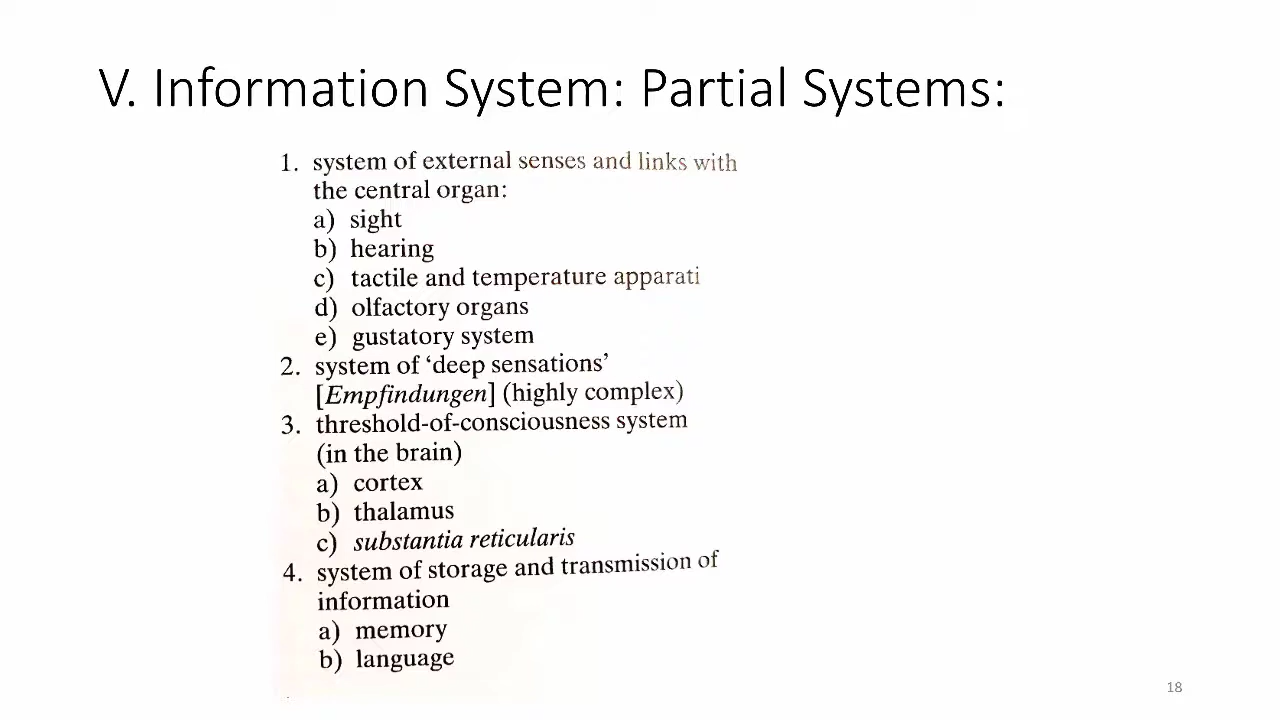 V. Information System: Partial Systems:
1. system of external senses and links with
the central organ:
a) sight
b) hearing
c) tactile and temperature apparati
d) olfactory organs
e) gustatory system
2. system of ‘deep sensations’
[Empfindungen] (highly complex)
3. threshold-of-consciousness system
(in the brain)
a) cortex
b) thalamus
c) substantia reticularis
4. system of storage and transmission of
information
a) memory
b) language
18